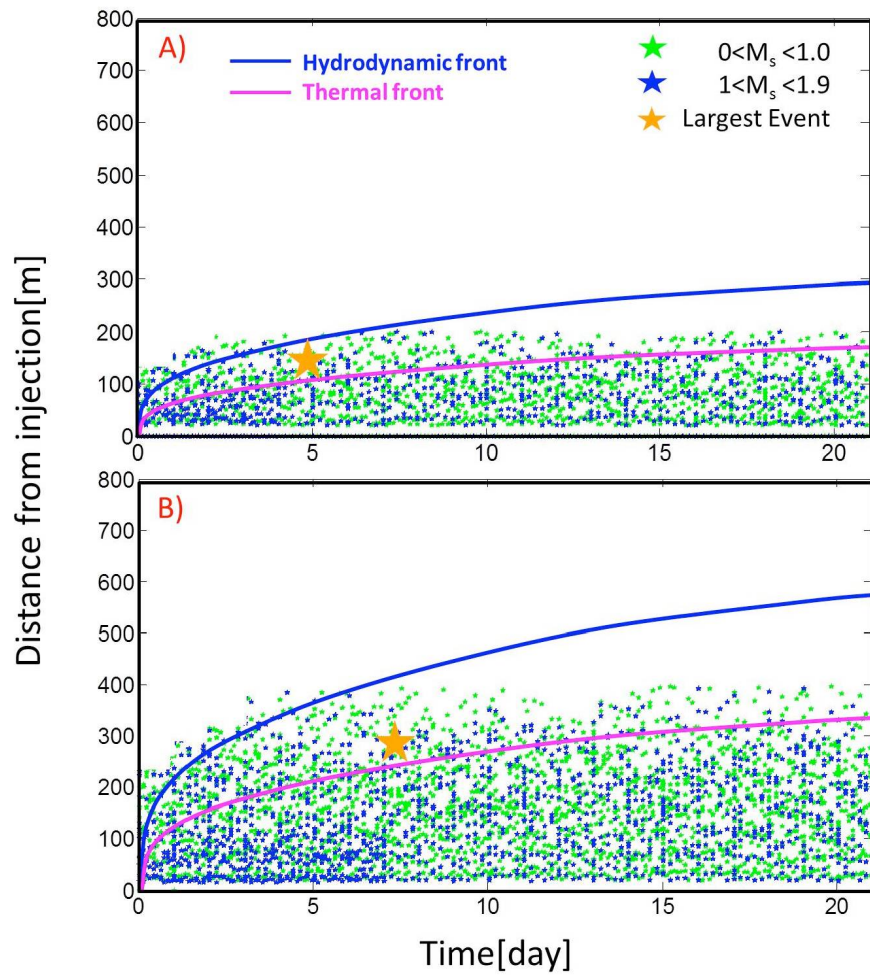 800
A)
Hydrodynamic front
Thermal front
0<Mₛ<1.0
1<Mₛ<1.9
Largest Event
700
600
500
400
300
200
100
0
0 5 10 15 20
800
B)
700
600
500
400
300
200
100
0
0 5 10 15 20
Distance from injection[m]
Time[day]